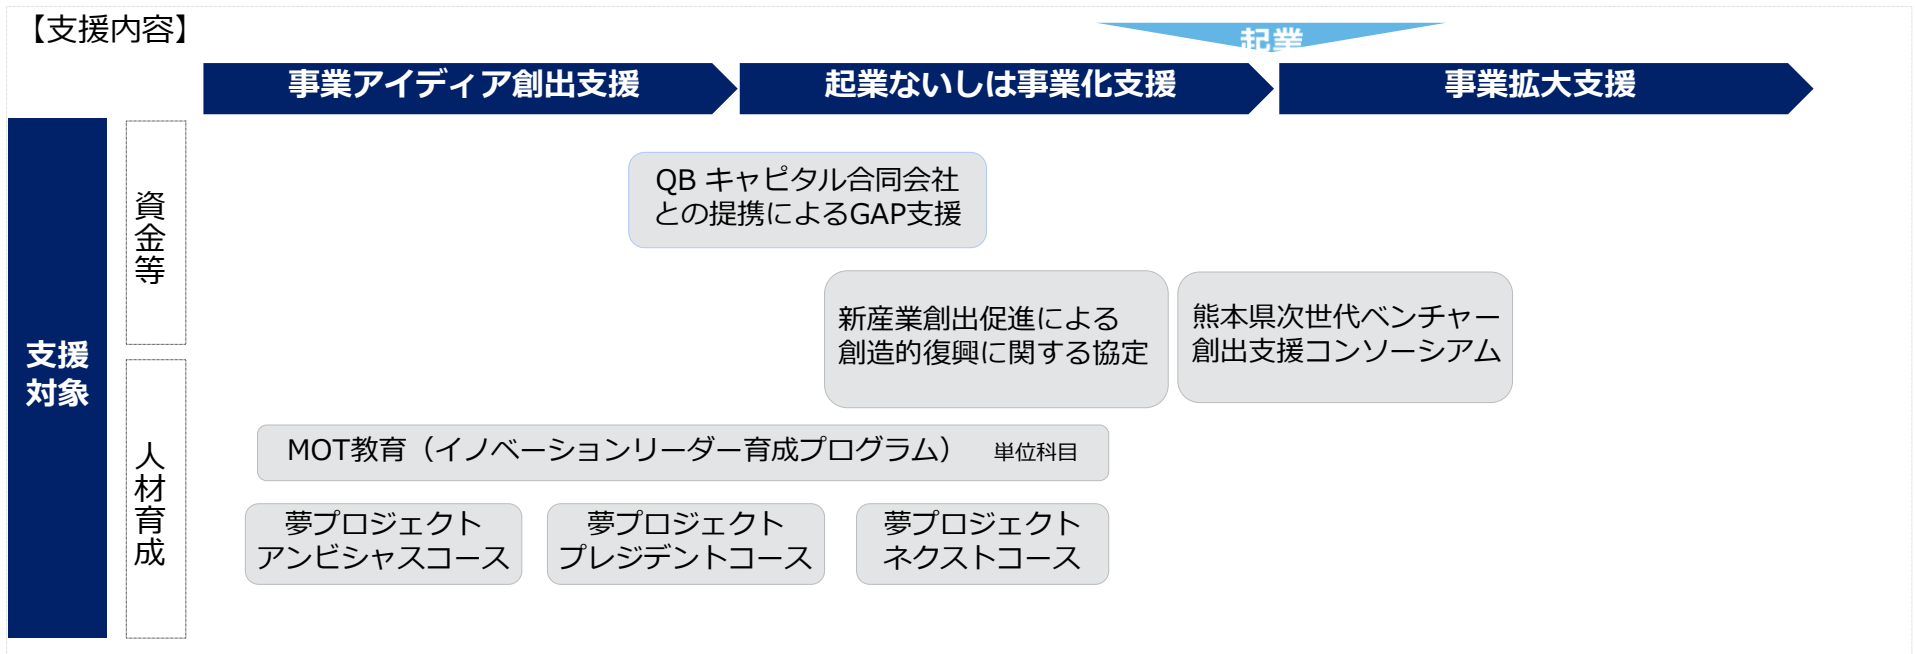 【支援内容】
起業
事業アイディア創出支援
起業ないしは事業化支援
事業拡大支援
支援
対象
資金等
QB キャピタル合同会社
との提携によるGAP支援
新産業創出促進による
創造的復興に関する協定
熊本県次世代ベンチャー
創出支援コンソーシアム
人材育成
MOT教育（イノベーションリーダー育成プログラム） 単位科目
夢プロジェクト
アンビシャスコース
夢プロジェクト
プレジデントコース
夢プロジェクト
ネクストコース